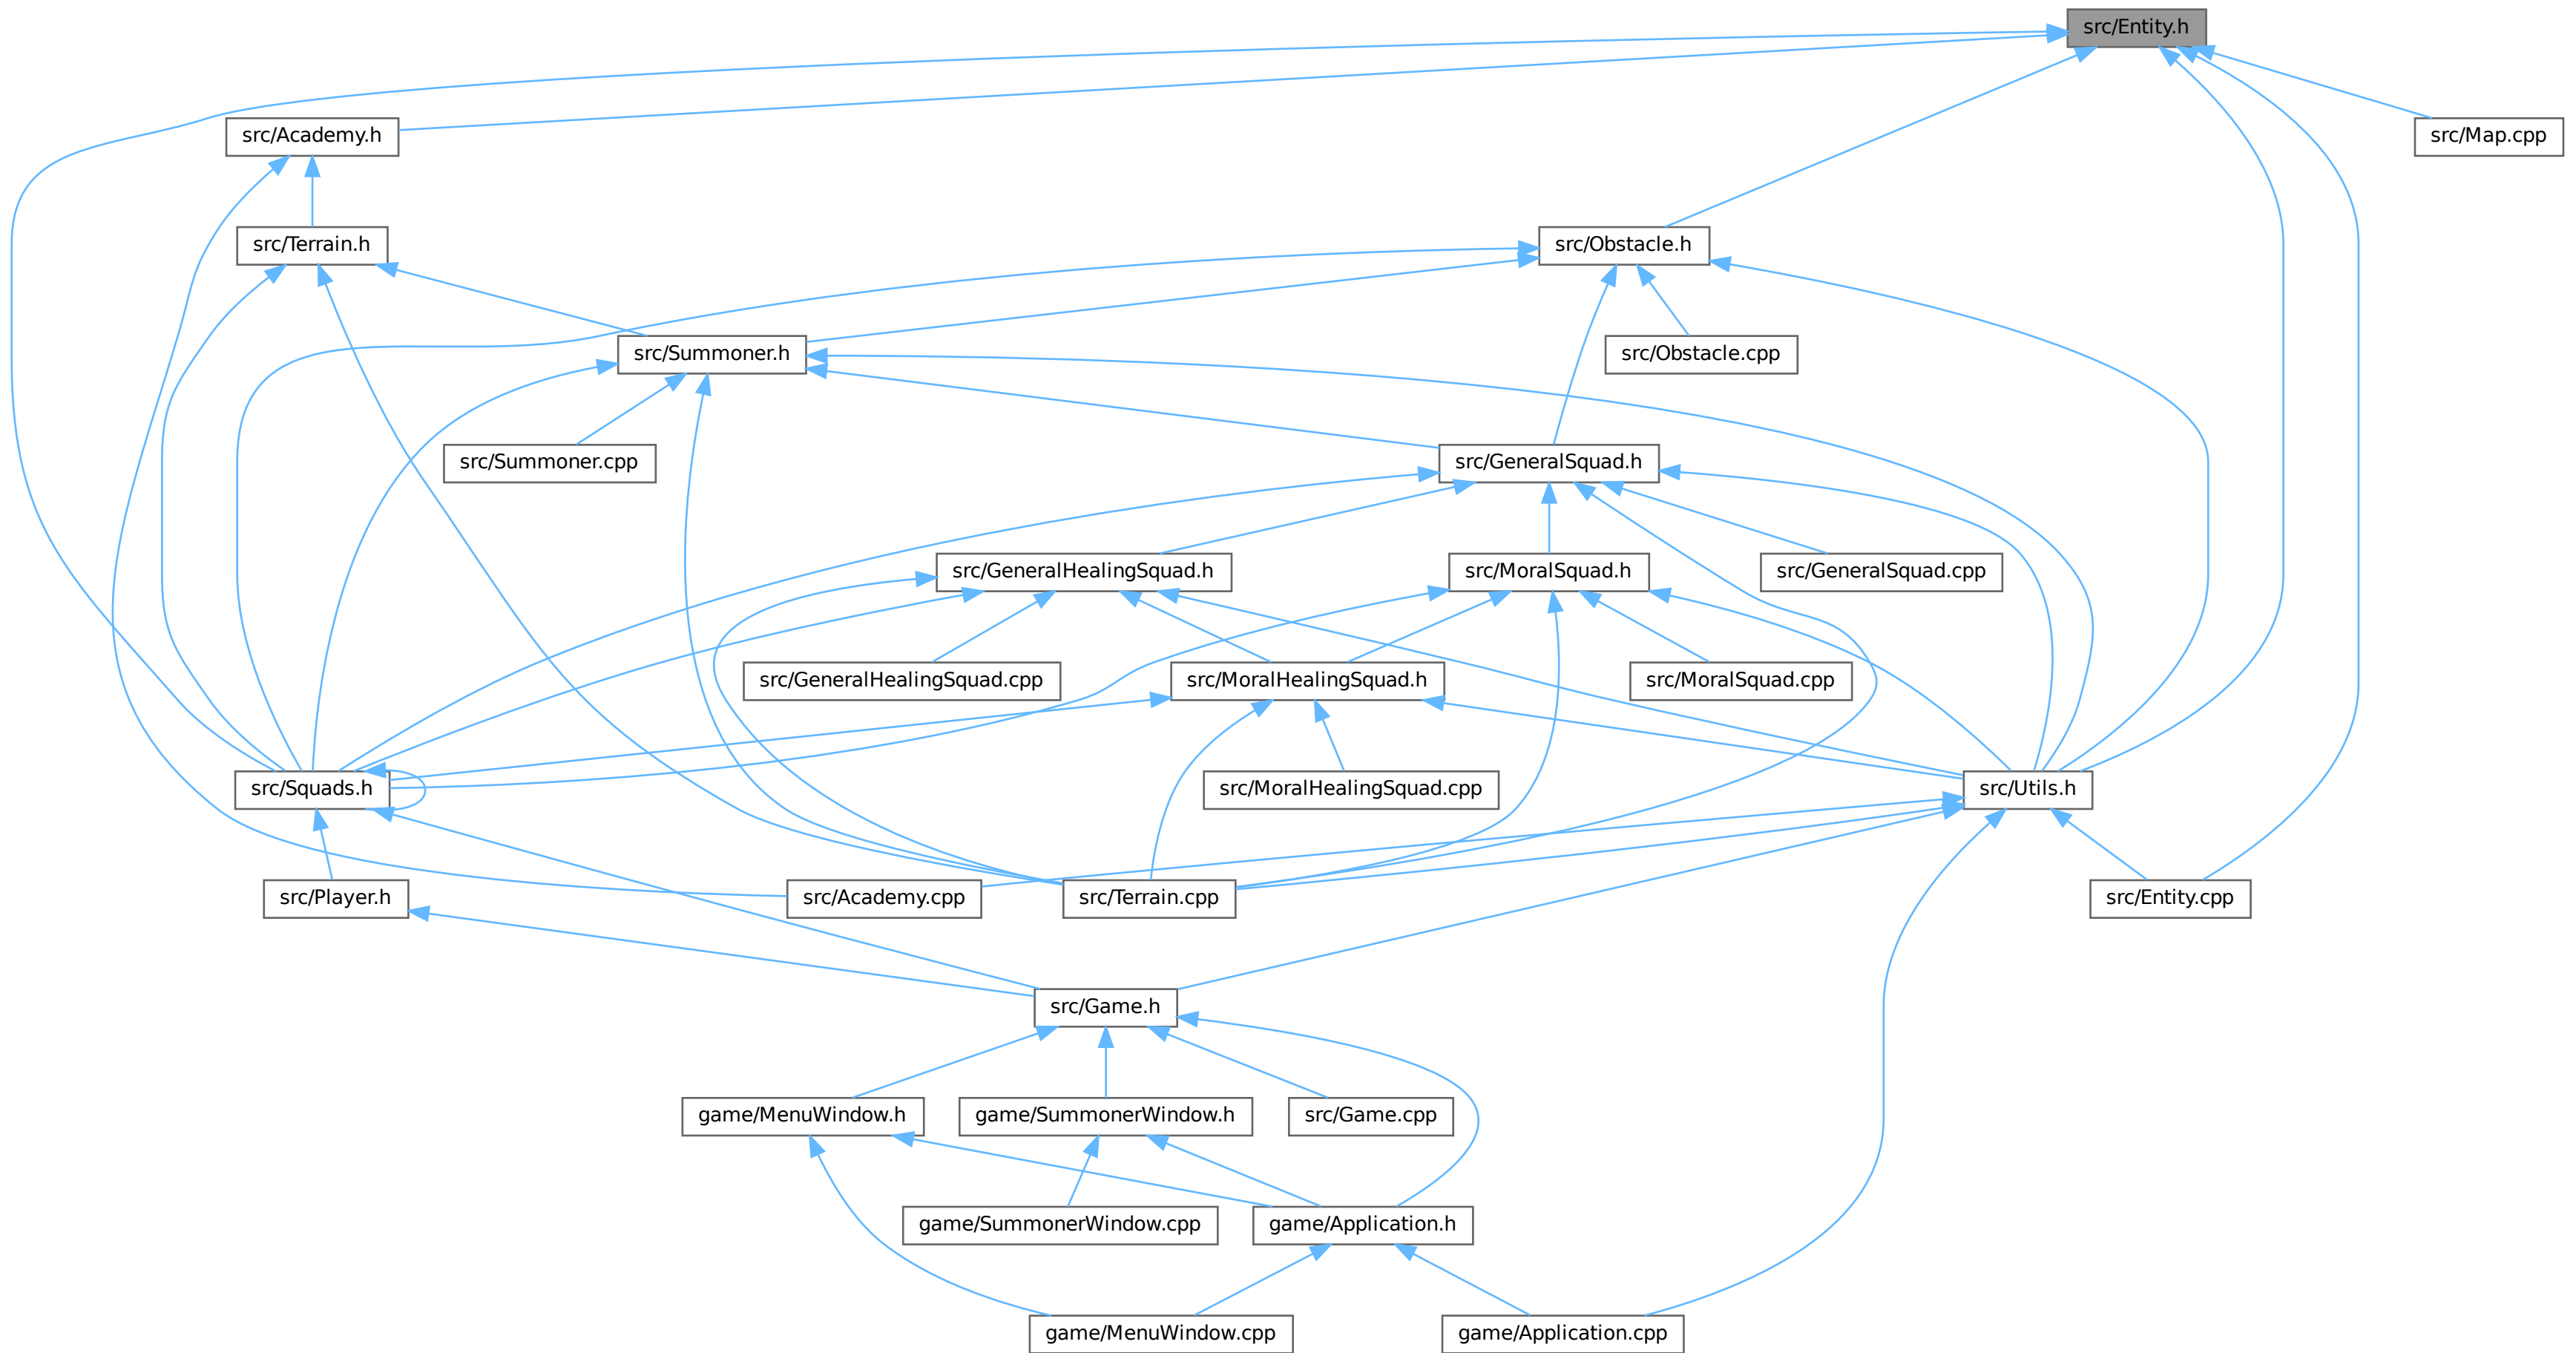 src/Entity.h
src/Academy.h
src/Map.cpp
src/Terrain.h
src/Obstacle.h
src/Summoner.h
src/Obstacle.cpp
src/Summoner.cpp
src/GeneralSquad.h
src/GeneralHealingSquad.h
src/MoralSquad.h
src/GeneralSquad.cpp
src/GeneralHealingSquad.cpp
src/MoralHealingSquad.h
src/MoralSquad.cpp
src/Squads.h
src/MoralHealingSquad.cpp
src/Utils.h
src/Player.h
src/Academy.cpp
src/Terrain.cpp
src/Entity.cpp
src/Game.h
game/MenuWindow.h
game/SummonerWindow.h
src/Game.cpp
game/SummonerWindow.cpp
game/Application.h
game/MenuWindow.cpp
game/Application.cpp